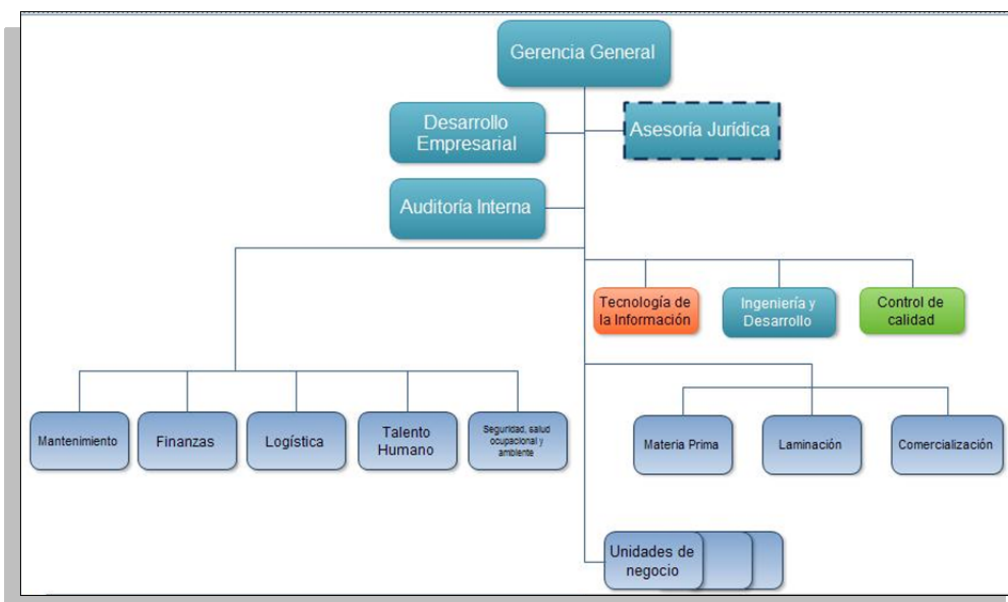 Gerencia General
Desarrollo
Empresarial
Asesoría Jurídica
Auditoría Interna
Tecnología de
la Información
Ingeniería y
Desarrollo
Control de
calidad
Mantenimiento
Finanzas
Logística
Talento
Humano
Seguridad, salud
ocupacional y
ambiente
Materia Prima
Laminación
Comercialización
Unidades de
negocio